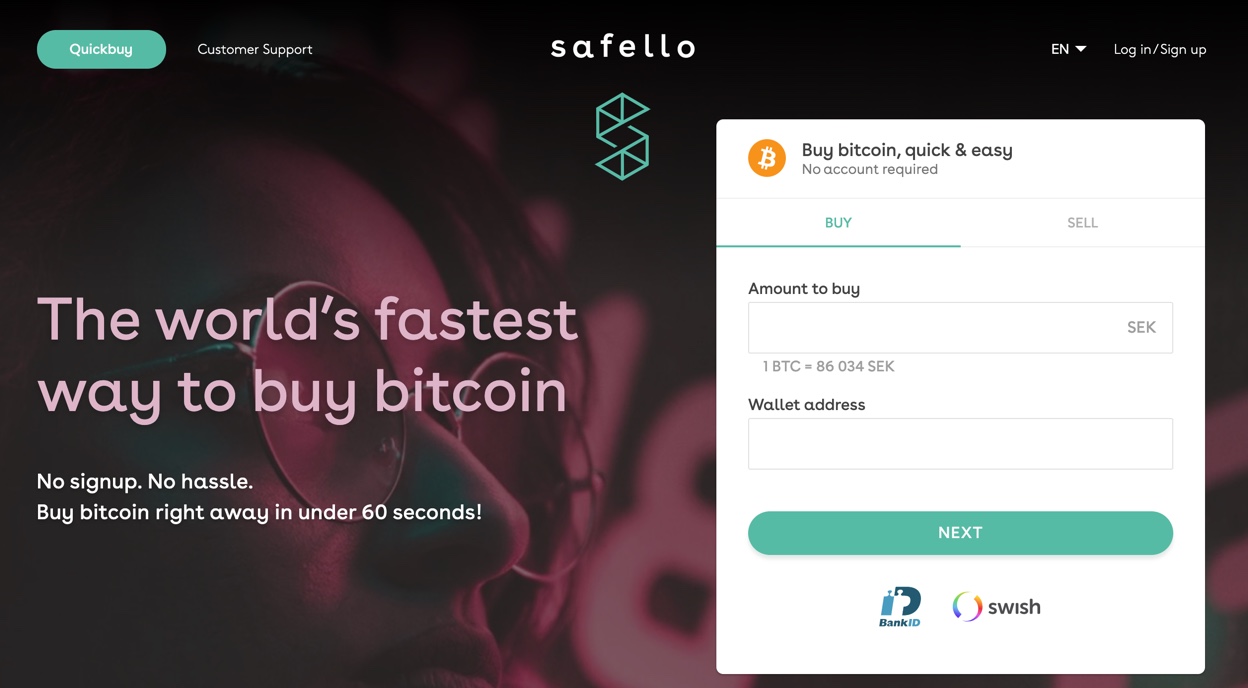 Quickbuy
Customer Support
safello
EN
Log in/Sign up
Buy bitcoin, quick & easy
No account required
BUY
SELL
Amount to buy
SEK
1 BTC = 86 034 SEK
Wallet address
NEXT
BankID
swish
The world's fastest
way to buy bitcoin
No signup. No hassle.
Buy bitcoin right away in under 60 seconds!